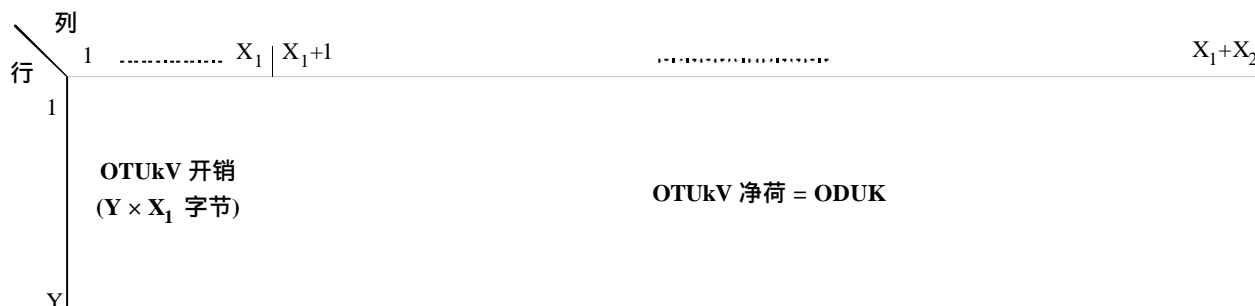 列
1 ................ X₁ | X₁+1 ................ X₁+X₂
行
1
OTUkV 开销
(Y × X₁ 字节)
OTUkV 净荷 = ODUK
Y